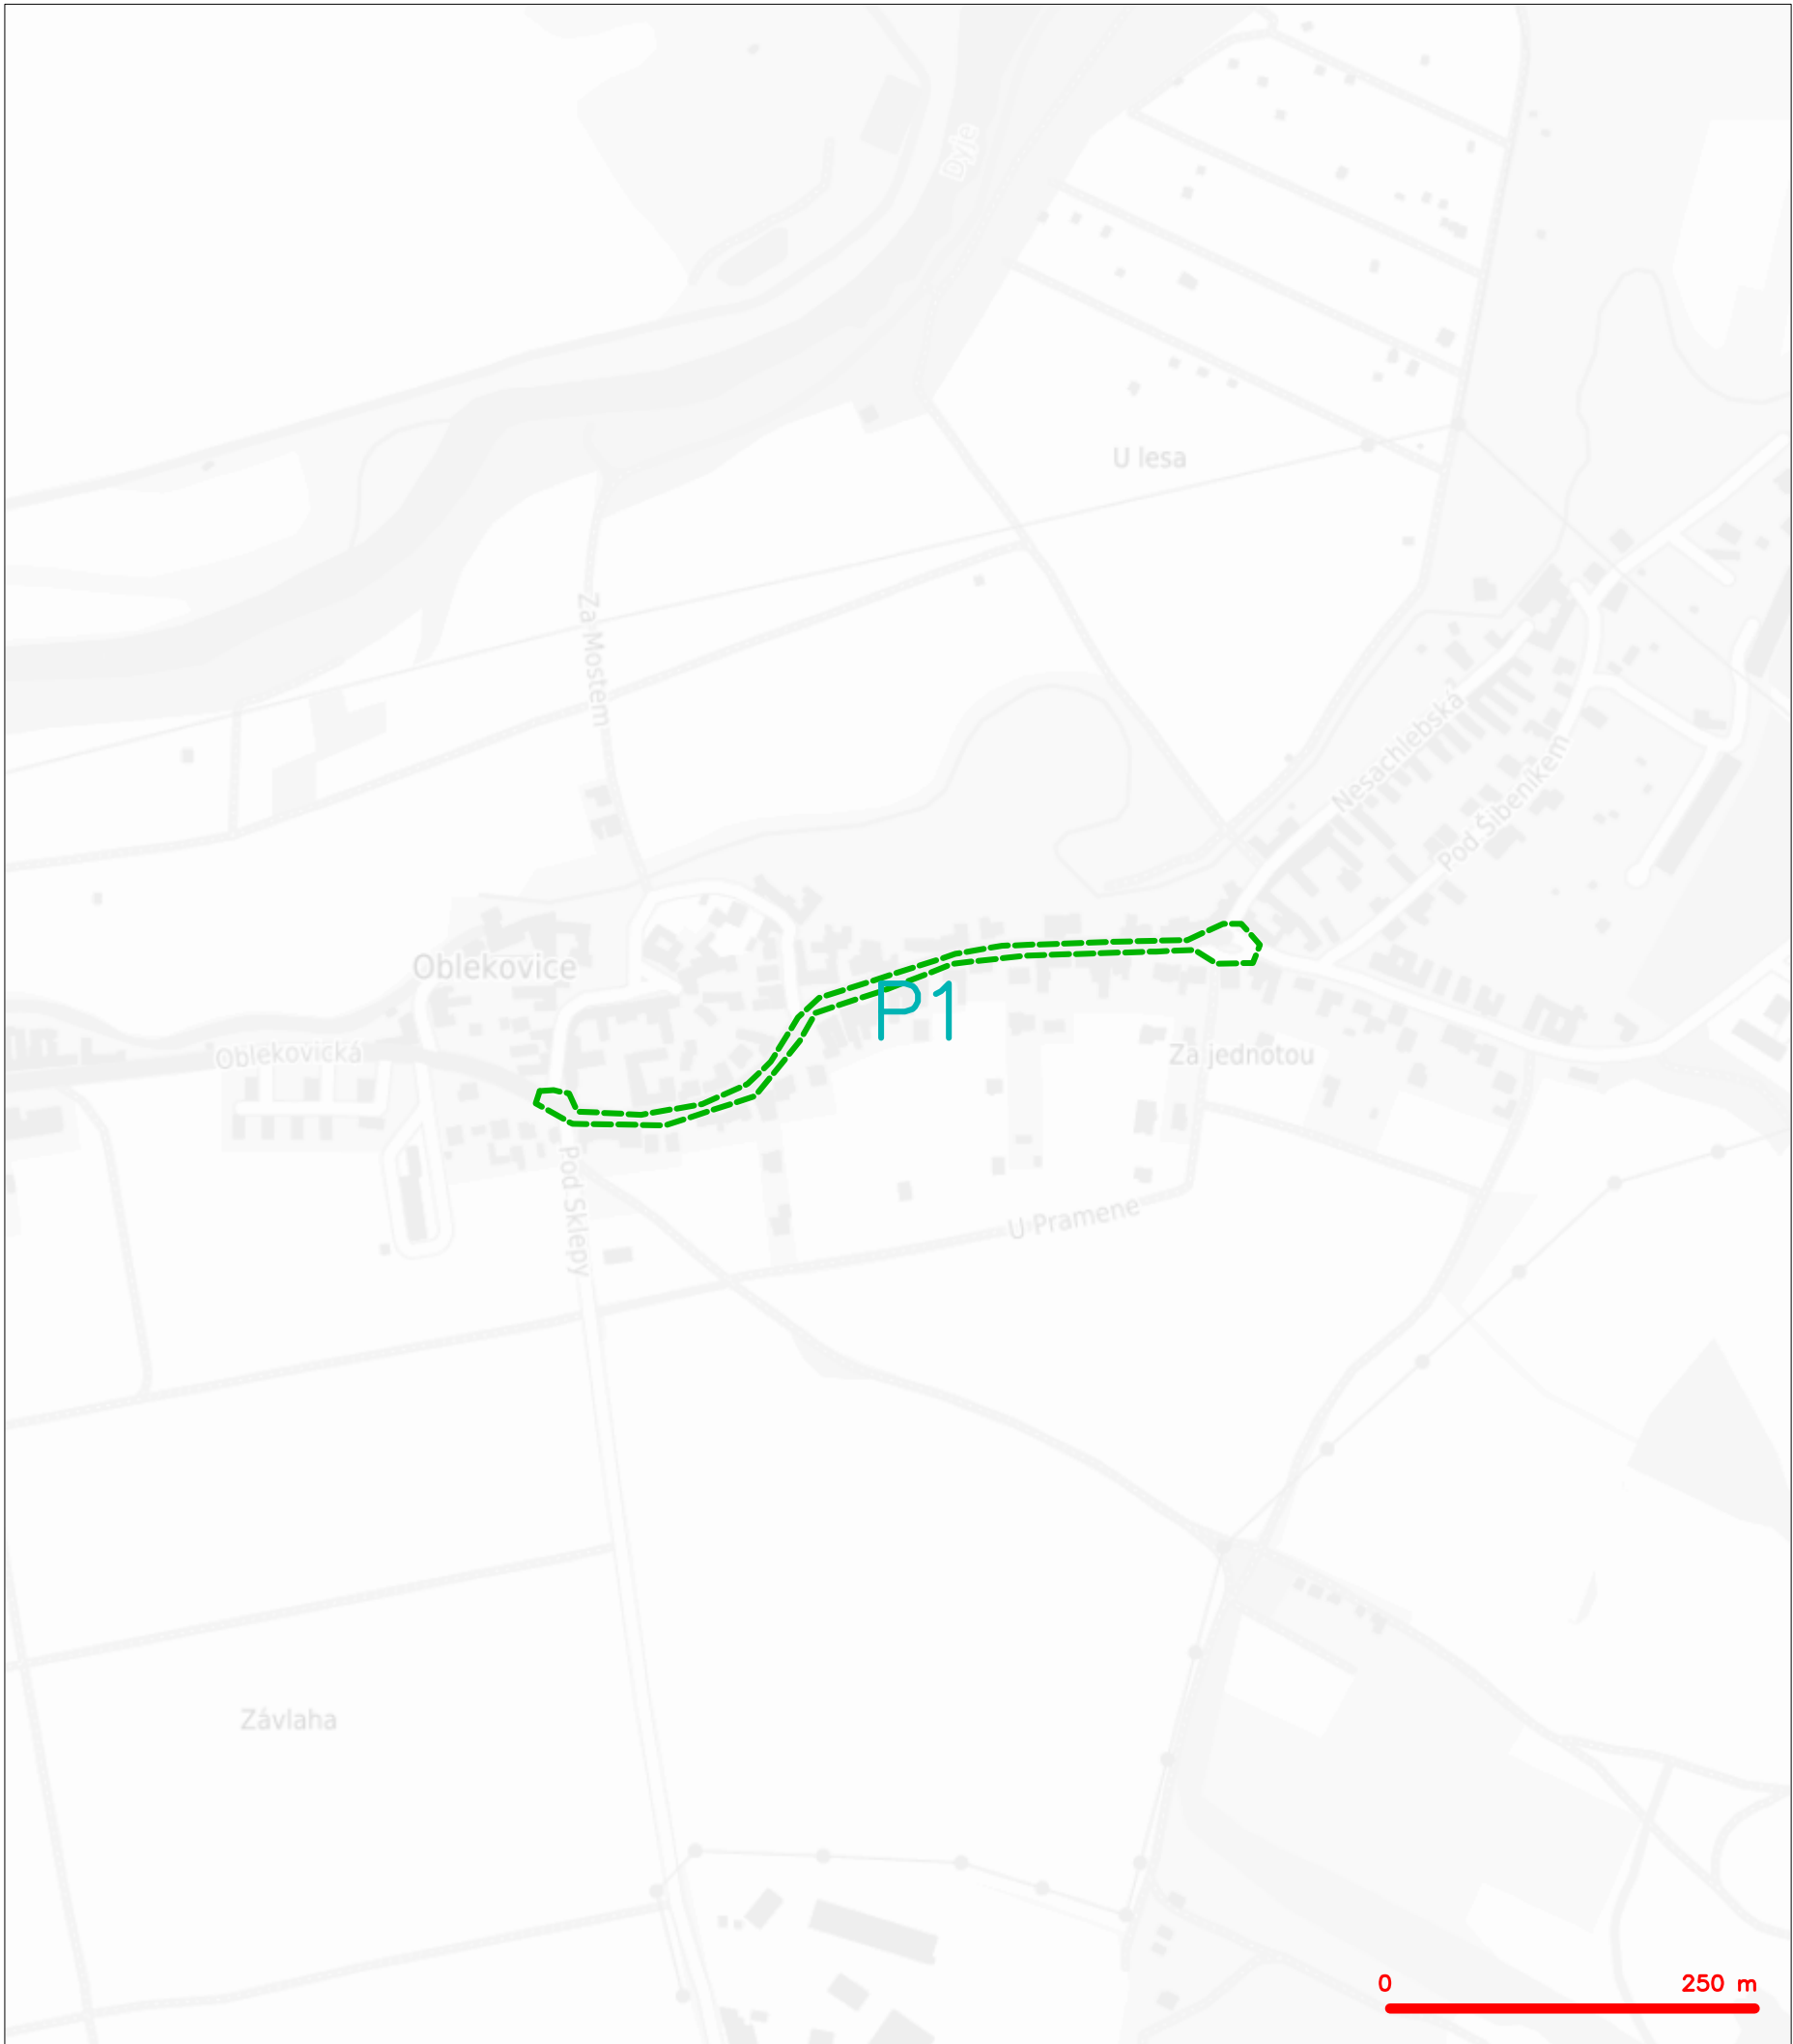 Dyje
U lesa
Za Mostem
Nesachlebská
Pod Šibeníkem
Oblekovice
P1
Oblekovická
Za jednotou
Pod Sklepy
U Pramene
Závlaha
0 250 m